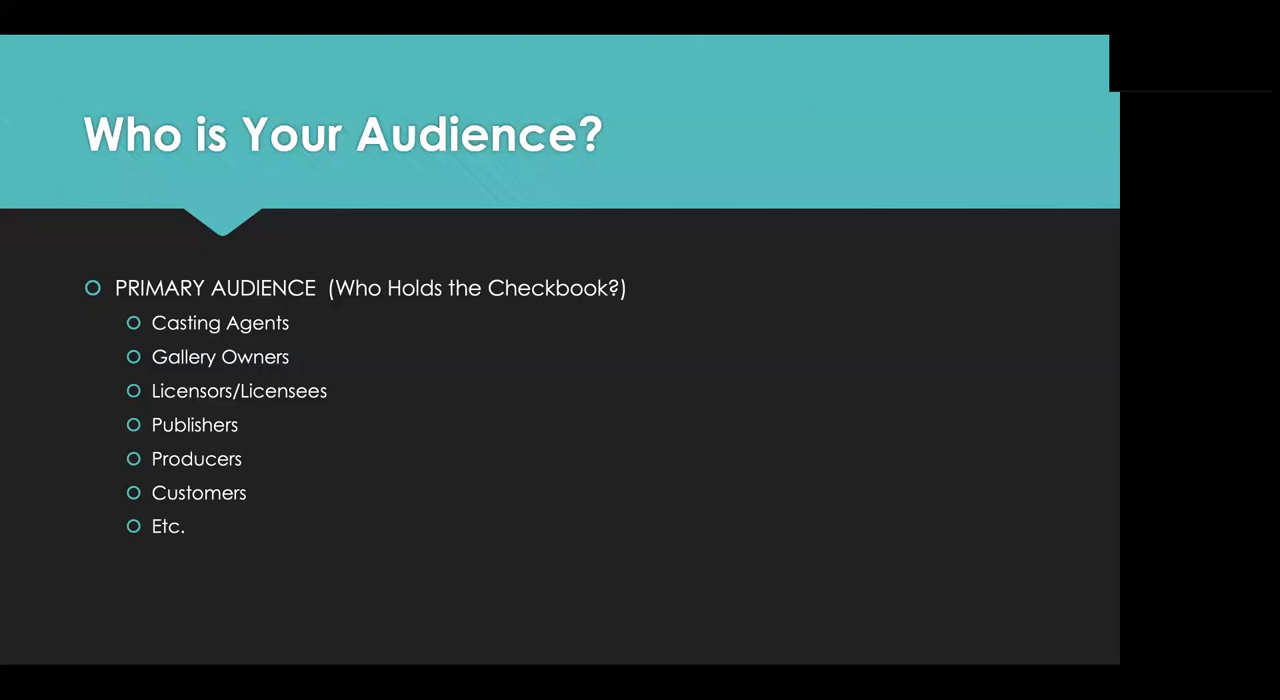 Who is Your Audience?
PRIMARY AUDIENCE (Who Holds the Checkbook?)
Casting Agents
Gallery Owners
Licensors/Licensees
Publishers
Producers
Customers
Etc.